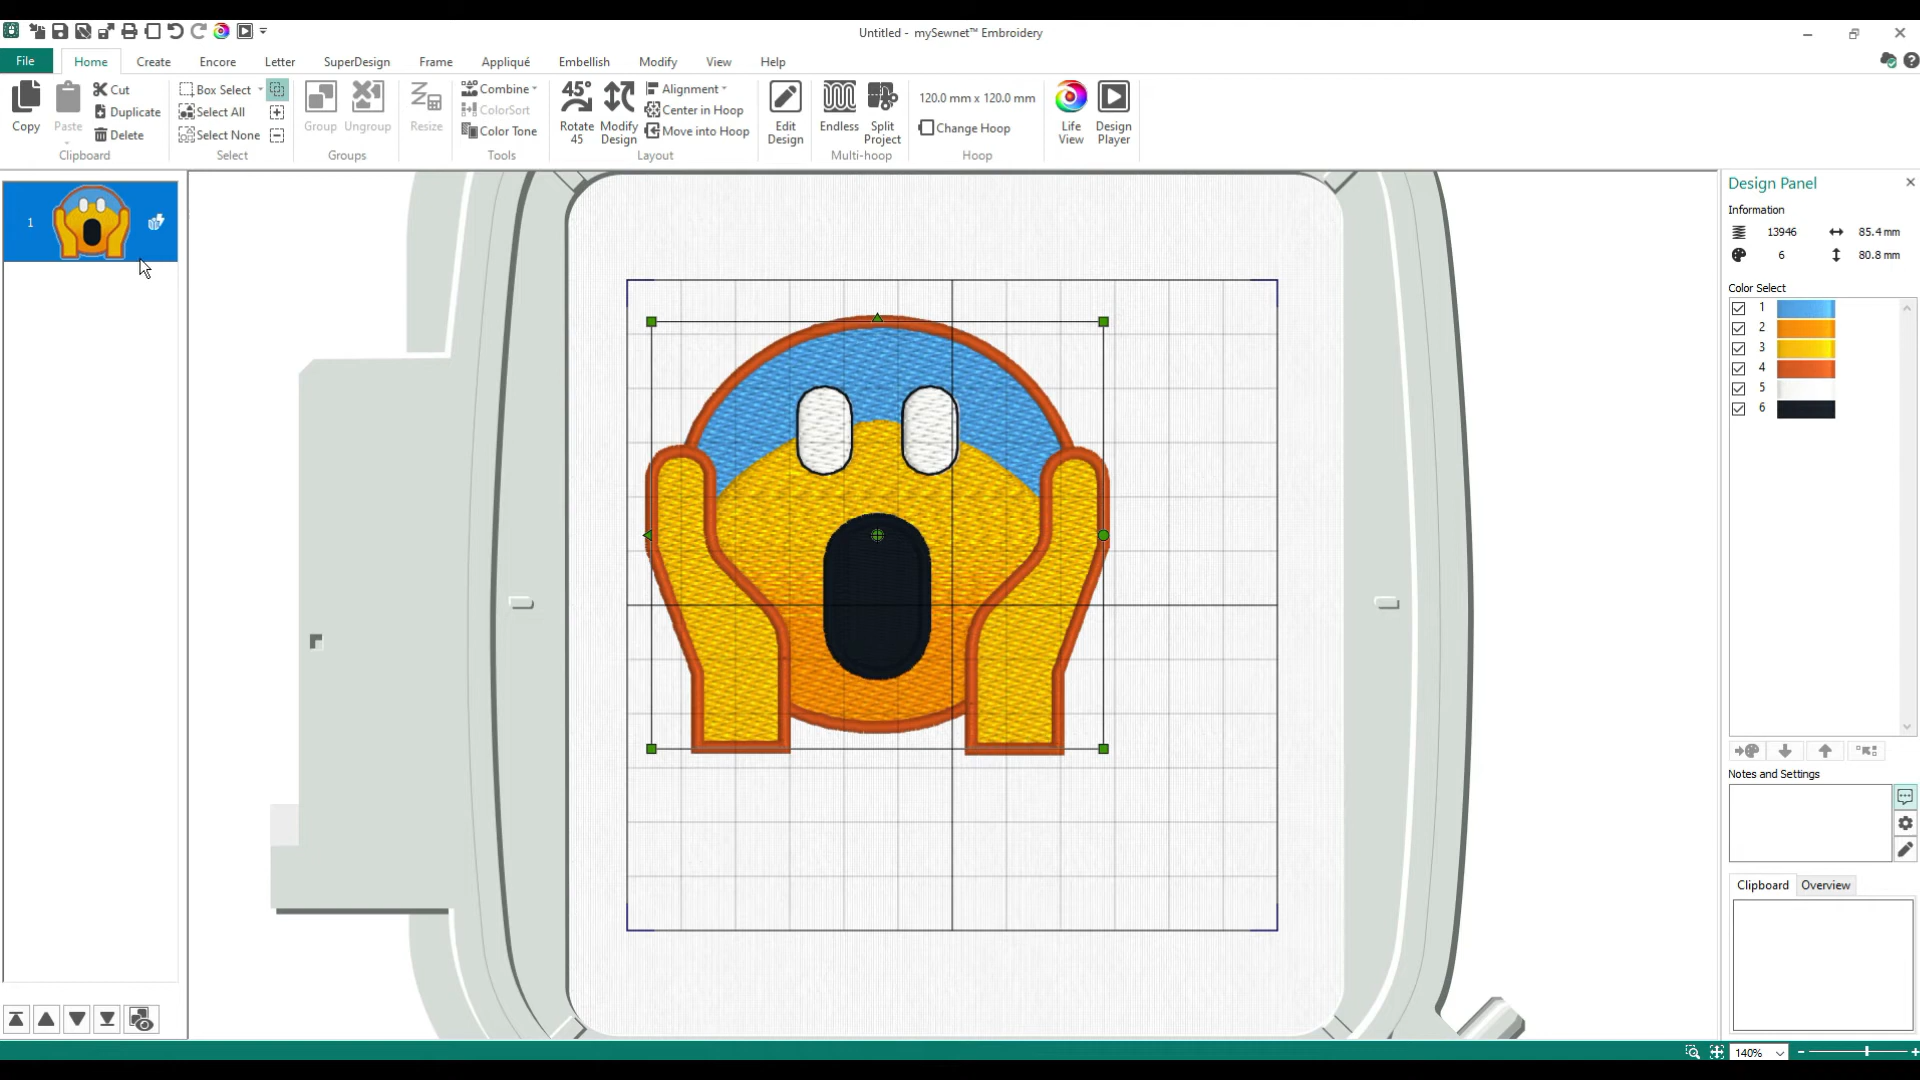 Untitled - mySewnet™ Embroidery
File Home Create Encore Letter SuperDesign Frame Appliqué Embellish Modify View Help
Copy
Paste
Cut
Duplicate
Delete
Clipboard
Box Select
Select All
Select None
Select
Group
Ungroup
Groups
Resize
Combine
ColorSort
Color Tone
Tools
Rotate
45
Modify
Design
Alignment
Center in Hoop
Move into Hoop
Layout
Edit
Design
Endless
Split
Project
Multi-hoop
120.0 mm x 120.0 mm
Change Hoop
Hoop
Life
View
Design
Player
45°
1
Design Panel
Information
13946 85.4 mm
6 80.8 mm
Color Select
1
2
3
4
5
6
Notes and Settings
Clipboard Overview
140%